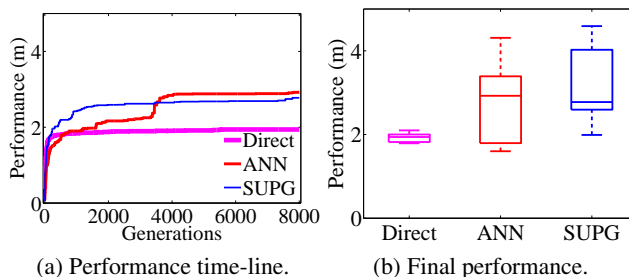 Performance (m)
4
2
0
0
2000
4000
6000
8000
Generations
Direct
ANN
SUPG
(a) Performance time-line.
Performance (m)
4
2
0
Direct
ANN
SUPG
(b) Final performance.